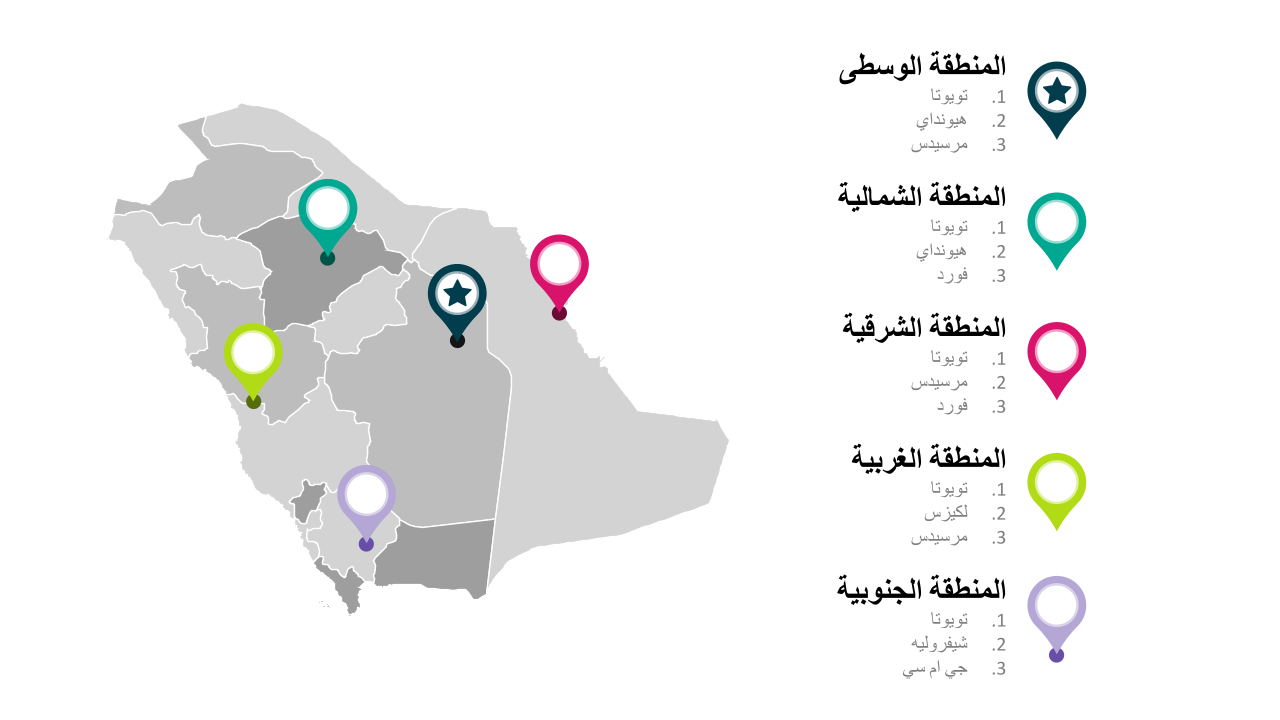 المنطقة الوسطى
1. تويوتا
2. هيونداي
3. مرسيدس
المنطقة الشمالية
1. تويوتا
2. هيونداي
3. فورد
المنطقة الشرقية
1. تويوتا
2. مرسيدس
3. فورد
المنطقة الغربية
1. تويوتا
2. لكيزس
3. مرسيدس
المنطقة الجنوبية
1. تويوتا
2. شيفروليه
3. جي ام سي